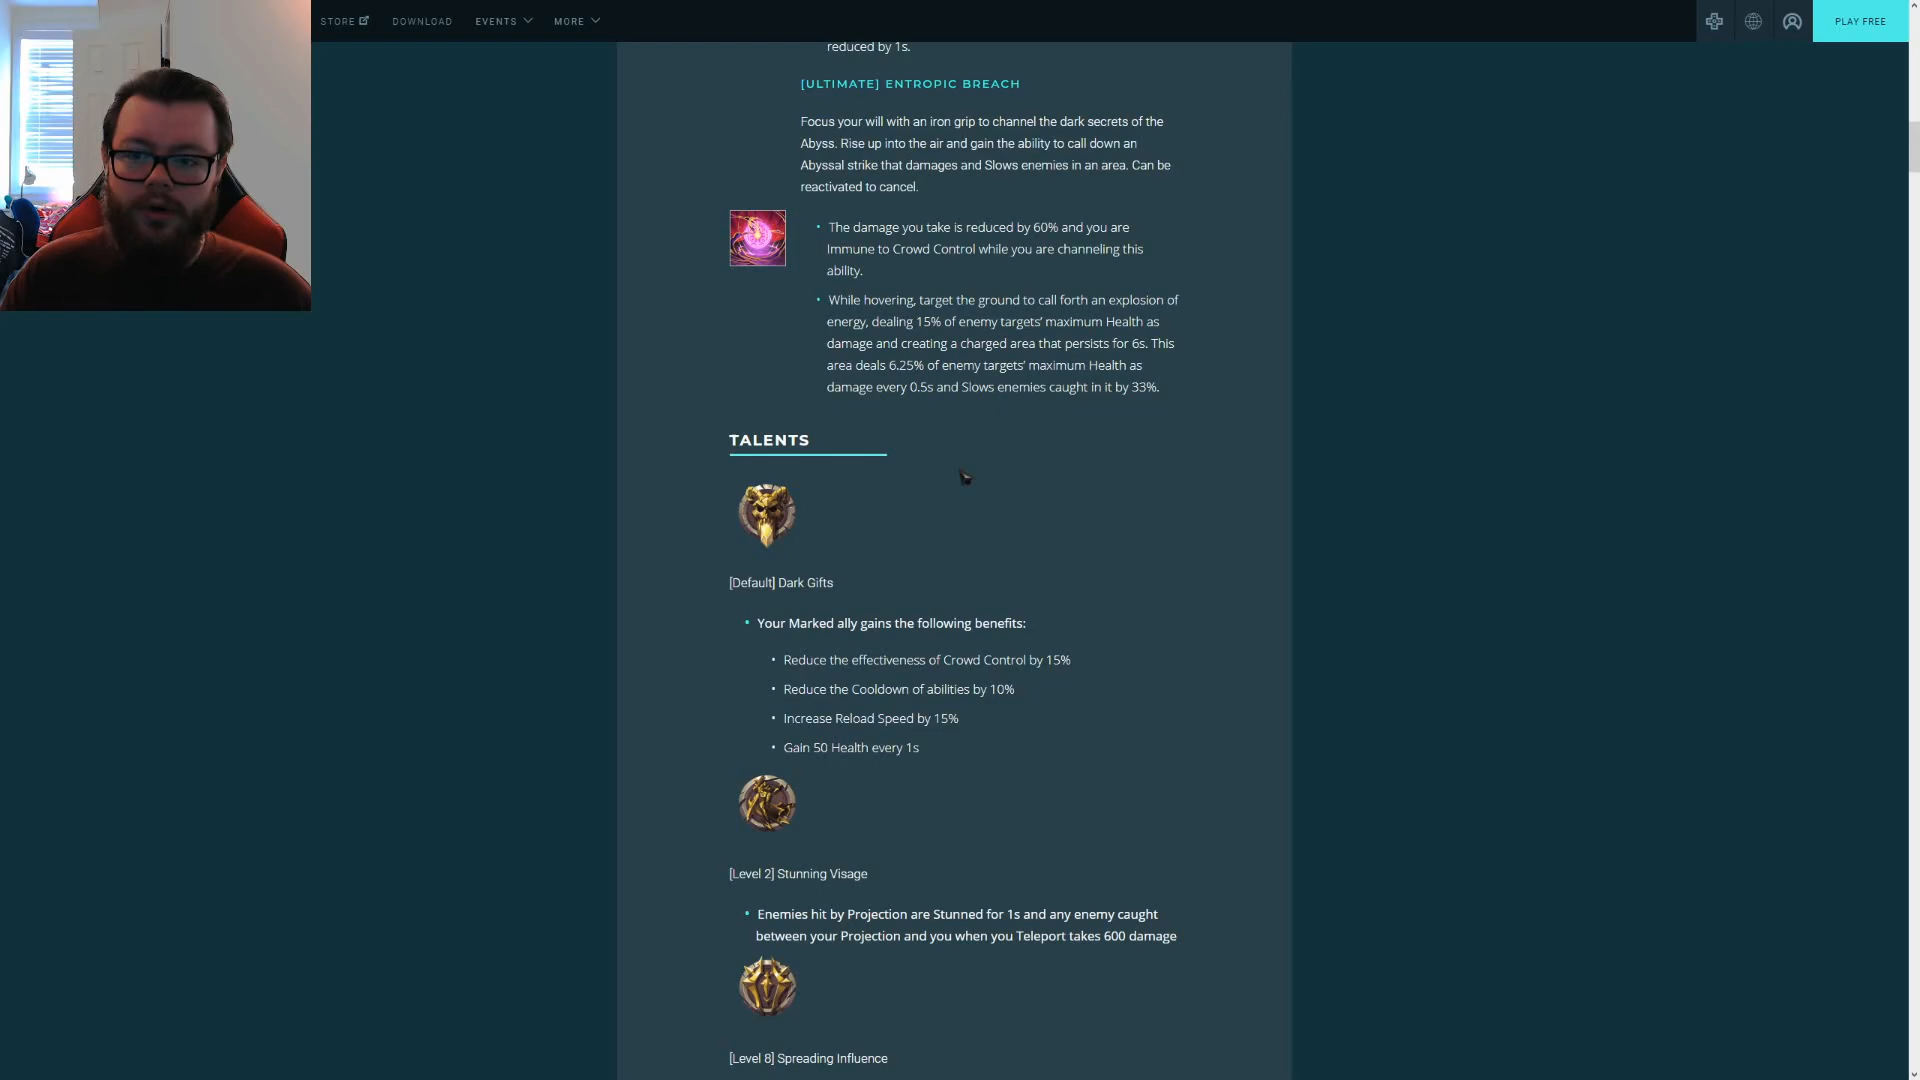 STORE DOWNLOAD EVENTS MORE PLAY FREE
reduced by 1s.
[ULTIMATE] ENTROPIC BREACH
Focus your will with an iron grip to channel the dark secrets of the
Abyss. Rise up into the air and gain the ability to call down an
Abyssal strike that damages and Slows enemies in an area. Can be
reactivated to cancel.
• The damage you take is reduced by 60% and you are
Immune to Crowd Control while you are channeling this
ability.
• While hovering, target the ground to call forth an explosion of
energy, dealing 15% of enemy targets’ maximum Health as
damage and creating a charged area that persists for 6s. This
area deals 6.25% of enemy targets’ maximum Health as
damage every 0.5s and Slows enemies caught in it by 33%.
TALENTS
[Default] Dark Gifts
• Your Marked ally gains the following benefits:
• Reduce the effectiveness of Crowd Control by 15%
• Reduce the Cooldown of abilities by 10%
• Increase Reload Speed by 15%
• Gain 50 Health every 1s
[Level 2] Stunning Visage
• Enemies hit by Projection are Stunned for 1s and any enemy caught
between your Projection and you when you Teleport takes 600 damage
[Level 8] Spreading Influence